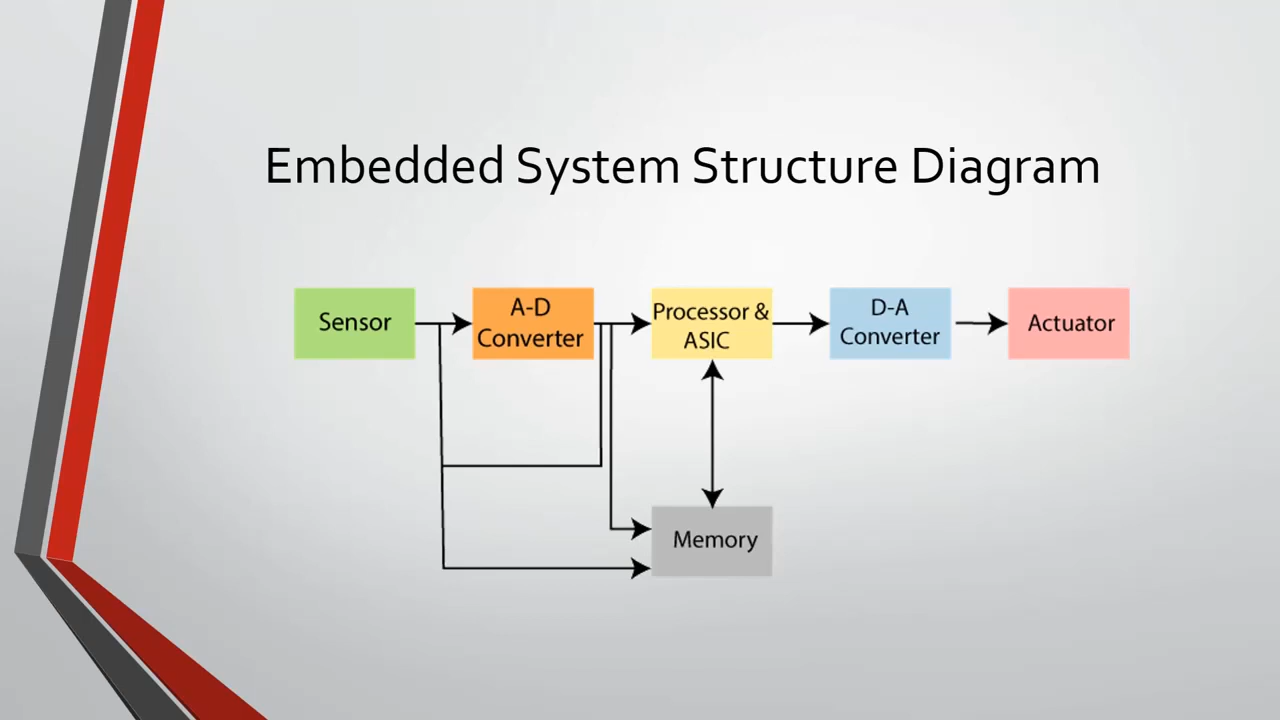 Embedded System Structure Diagram
Sensor
A-D
Converter
Processor &
ASIC
D-A
Converter
Actuator
Memory